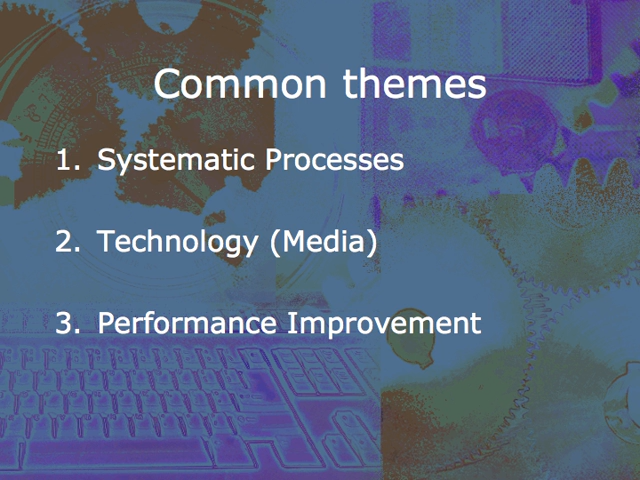 Common themes
1. Systematic Processes
2. Technology (Media)
3. Performance Improvement